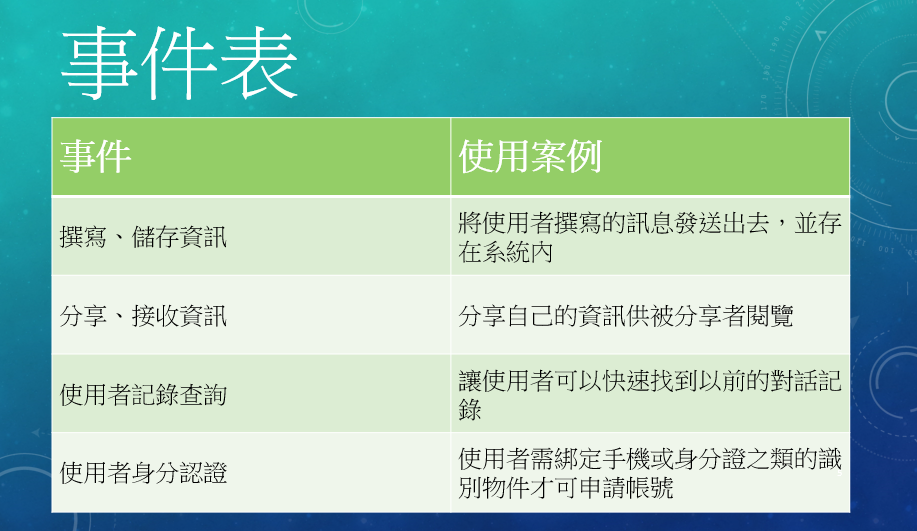 事件表
事件
使用案例
撰寫、儲存資訊
將使用者撰寫的訊息發送出去，並存
在系統內
分享、接收資訊
分享自己的資訊供被分享者閱覽
使用者記錄查詢
讓使用者可以快速找到以前的對話記
錄
使用者身分認證
使用者需綁定手機或身分證之類的識
別物件才可申請帳號